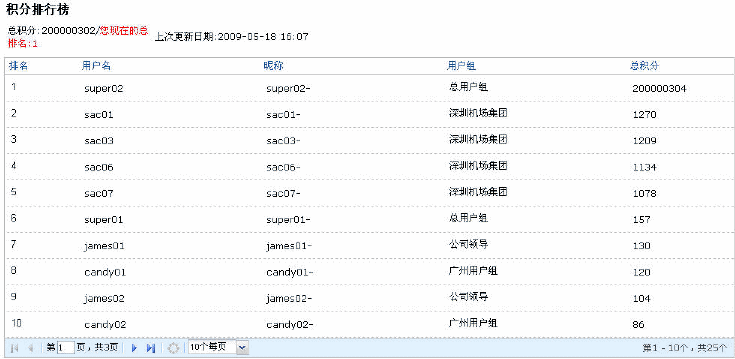 积分排行榜
总积分:200000302/您现在的总
排名:1
上次更新日期:2009-05-18 16:07
排名 用户名 昵称 用户组 总积分
1 super02 super02- 总用户组 200000304
2 sac01 sac01- 深圳机场集团 1270
3 sac03 sac03- 深圳机场集团 1209
4 sac06 sac06- 深圳机场集团 1134
5 sac07 sac07- 深圳机场集团 1078
6 super01 super01- 总用户组 157
7 james01 james01- 公司领导 130
8 candy01 candy01- 广州用户组 120
9 james02 james02- 公司领导 104
10 candy02 candy02- 广州用户组 86
第 1 页，共3页 10个每页 第1 - 10个，共25个